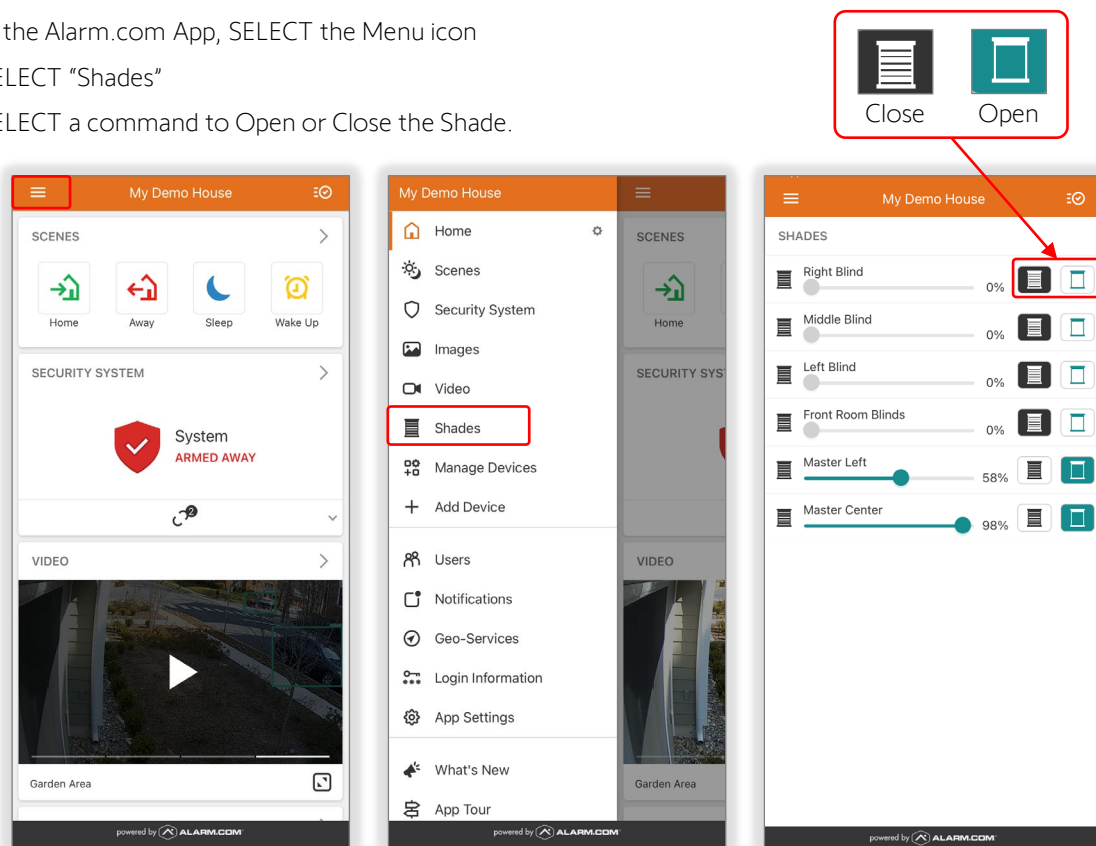 the Alarm.com App, SELECT the Menu icon
ELECT “Shades”
ELECT a command to Open or Close the Shade.
Close Open
My Demo House
SCENES
Home Away Sleep Wake Up
SECURITY SYSTEM
System
ARMED AWAY
2
VIDEO
Garden Area
powered by ALARM.COM
My Demo House
Home
Scenes
Security System
Images
Video
Shades
Manage Devices
Add Device
Users
Notifications
Geo-Services
Login Information
App Settings
What's New
App Tour
SCENES
Home
SECURITY SYS
VIDEO
Garden Area
powered by ALARM.COM
My Demo House
SHADES
Right Blind
0%
Middle Blind
0%
Left Blind
0%
Front Room Blinds
0%
Master Left
58%
Master Center
98%
powered by ALARM.COM